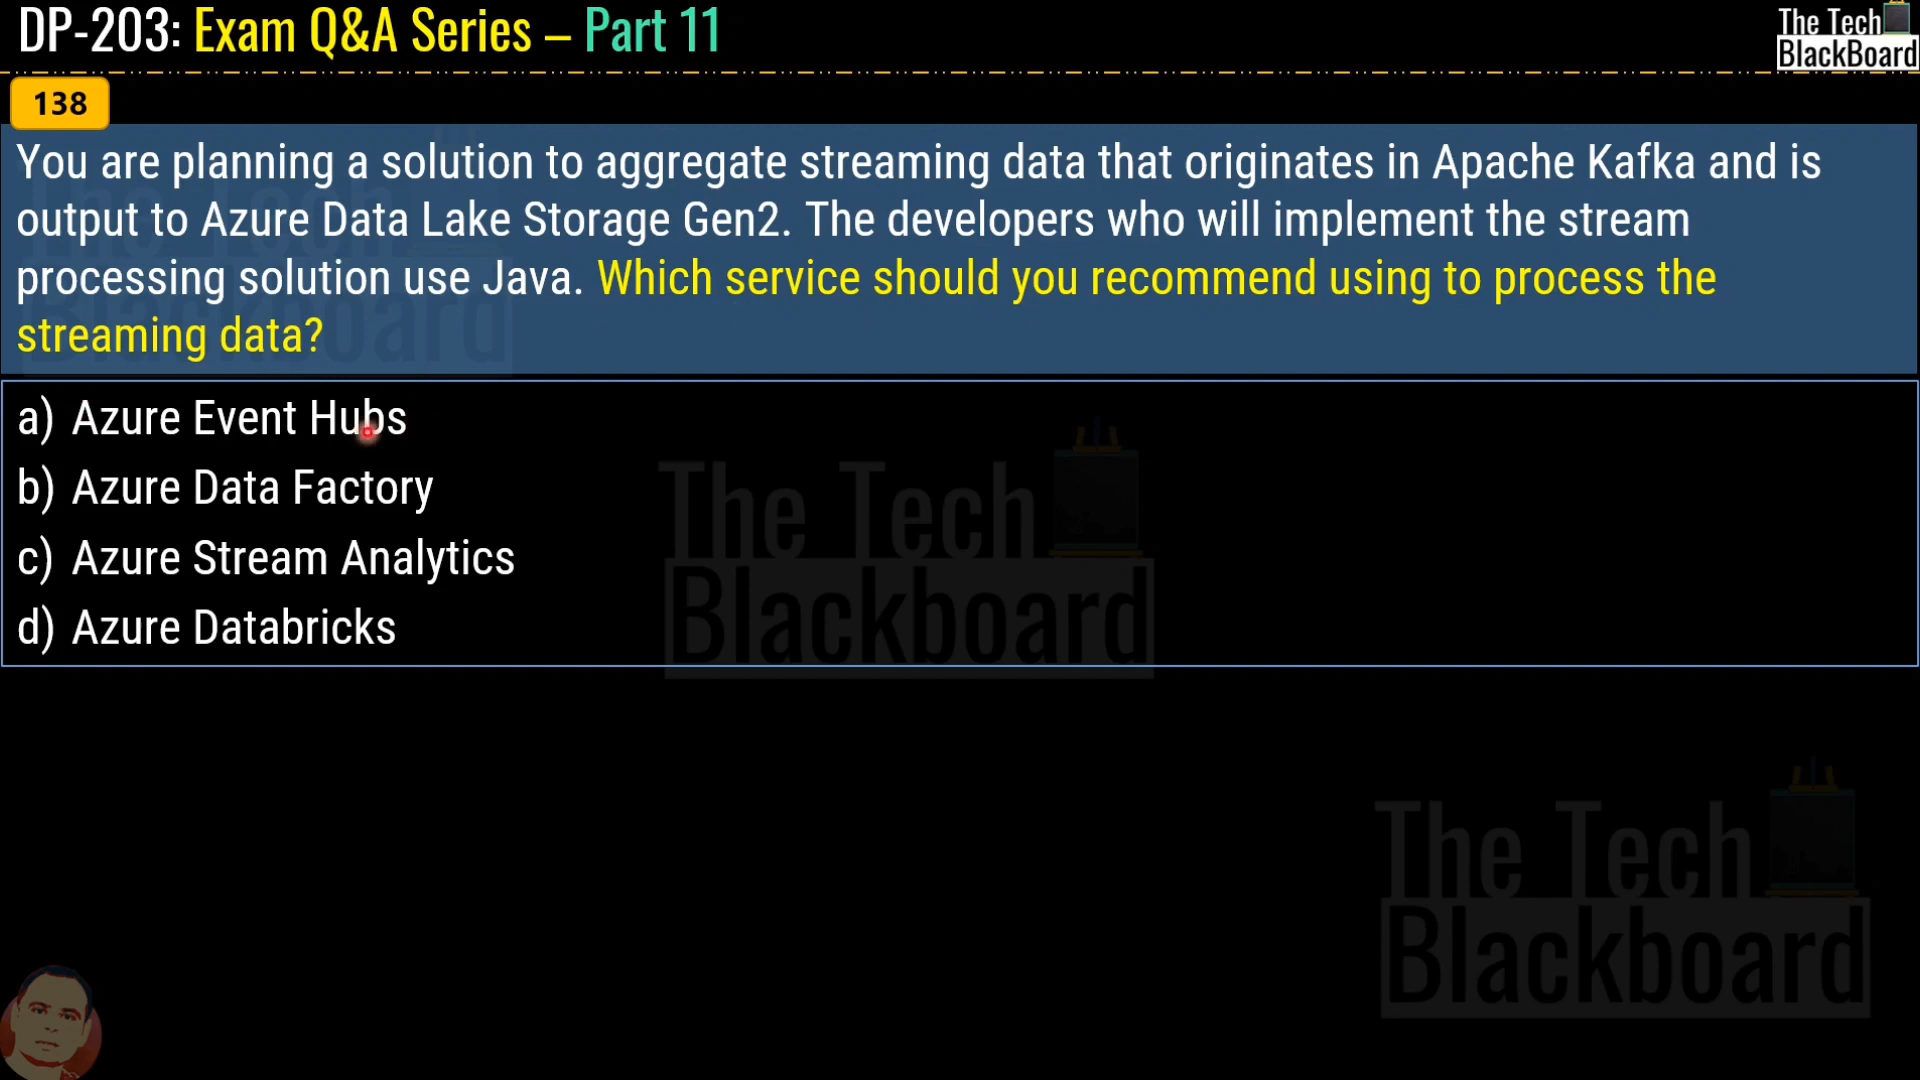 DP-203: Exam Q&A Series – Part 11
The Tech
BlackBoard
138
You are planning a solution to aggregate streaming data that originates in Apache Kafka and is
output to Azure Data Lake Storage Gen2. The developers who will implement the stream
processing solution use Java. Which service should you recommend using to process the
streaming data?
a) Azure Event Hubs
b) Azure Data Factory
c) Azure Stream Analytics
d) Azure Databricks
The Tech
Blackboard
The Tech
Blackboard
The Tech
Blackboard